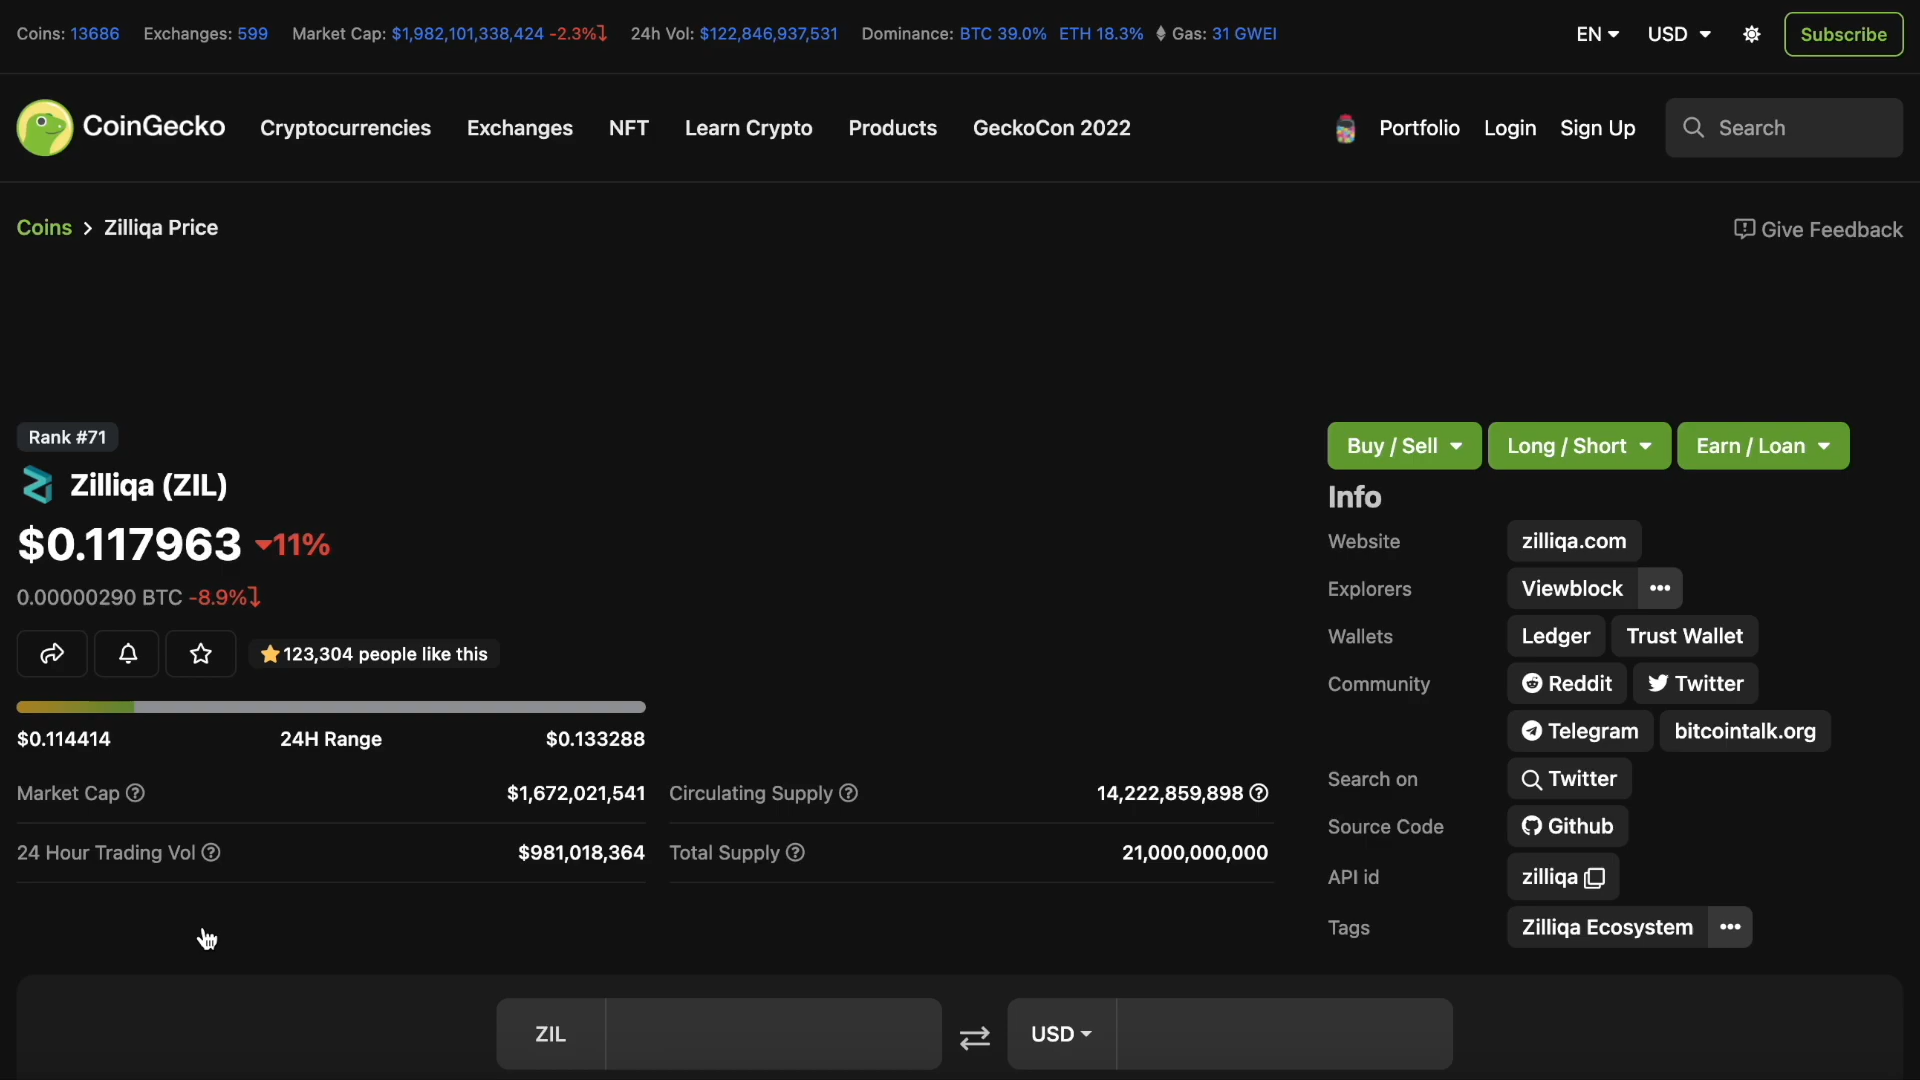 Coins: 13686 Exchanges: 599 Market Cap: $1,982,101,338,424 -2.3% 24h Vol: $122,846,937,531 Dominance: BTC 39.0% ETH 18.3% Gas: 31 GWEI EN USD Subscribe
CoinGecko Cryptocurrencies Exchanges NFT Learn Crypto Products GeckoCon 2022 Portfolio Login Sign Up Search
Coins > Zilliqa Price Give Feedback
Rank #71
Zilliqa (ZIL)
$0.117963 11%
0.00000290 BTC -8.9%
123,304 people like this
$0.114414 24H Range $0.133288
Market Cap $1,672,021,541 Circulating Supply 14,222,859,898
24 Hour Trading Vol $981,018,364 Total Supply 21,000,000,000
Buy / Sell Long / Short Earn / Loan
Info
Website zilliqa.com
Explorers Viewblock
Wallets Ledger Trust Wallet
Community Reddit Twitter
Telegram bitcointalk.org
Search on Twitter
Source Code Github
API id zilliqa
Tags Zilliqa Ecosystem
ZIL USD